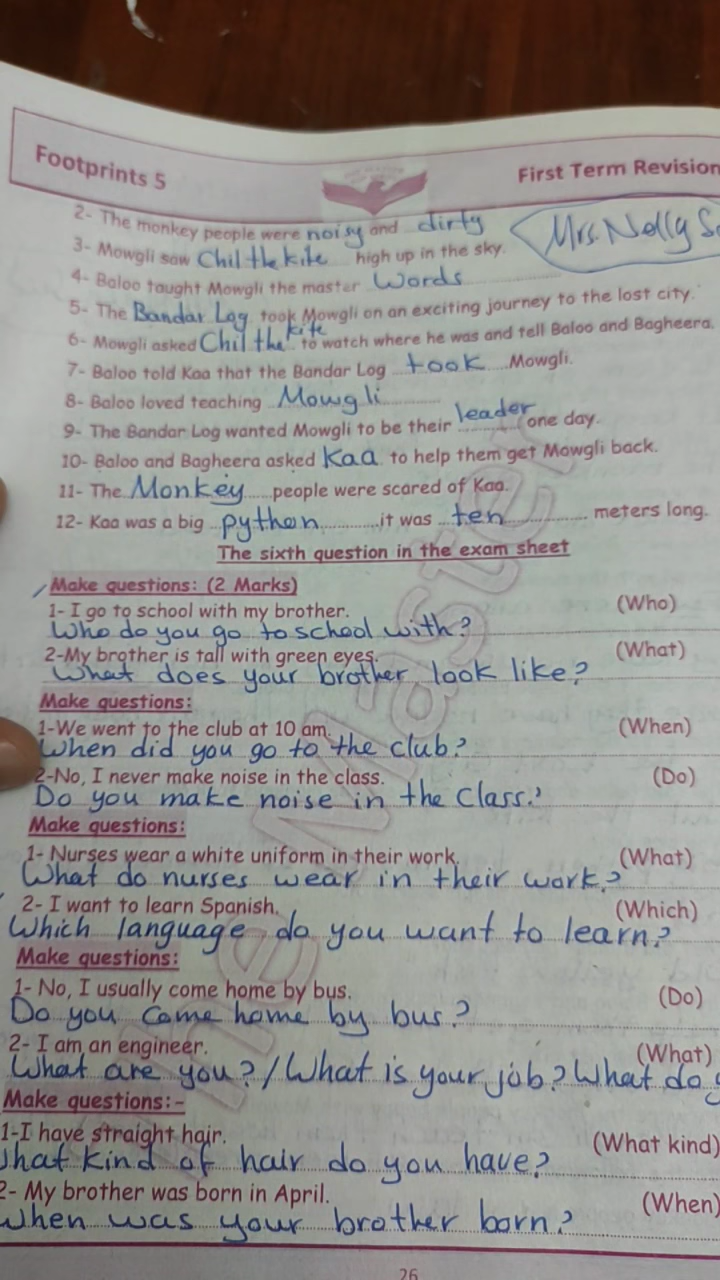 Footprints 5 First Term Revision
2- The monkey people were noisy and dirty
Mrs. Nelly
3- Mowgli saw Chil the kite high up in the sky.
4- Baloo taught Mowgli the master words
5- The Bandar Log took Mowgli on an exciting journey to the lost city.
6- Mowgli asked Chil the kite to watch where he was and tell Baloo and Bagheera.
7- Baloo told Kaa that the Bandar Log took Mowgli.
8- Baloo loved teaching Mowgli
9- The Bandar Log wanted Mowgli to be their leader one day.
10- Baloo and Bagheera asked Kaa to help them get Mowgli back.
11- The Monkey people were scared of Kaa.
12- Kaa was a big python it was ten meters long.
The sixth question in the exam sheet
Make questions: (2 Marks)
1- I go to school with my brother. (Who)
Who do you go to school with?
2-My brother is tall with green eyes. (What)
What does your brother look like?
Make questions:
1-We went to the club at 10 am. (When)
When did you go to the club?
2-No, I never make noise in the class. (Do)
Do you make noise in the class?
Make questions:
1- Nurses wear a white uniform in their work. (What)
What do nurses wear in their work?
2- I want to learn Spanish. (Which)
Which language do you want to learn?
Make questions:
1- No, I usually come home by bus. (Do)
Do you come home by bus?
2- I am an engineer. (What)
What are you? / What is your job? What do
Make questions:-
1-I have straight hair. (What kind)
What kind of hair do you have?
2- My brother was born in April. (When)
When was your brother born?
26